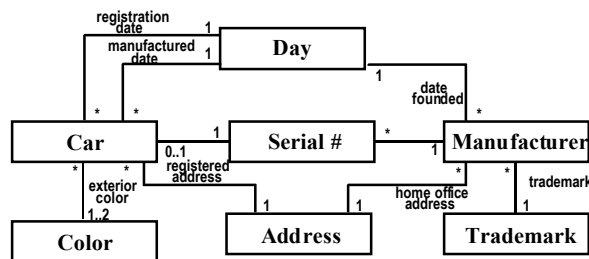 registration
date
1
Day
manufactured
date
1
1
date
founded
*
*
*
Car
1
Serial #
*
Manufacturer
0..1
1
registered
address
*
*
*
*
exterior
color
home office
address
trademark
1..2
1
1
1
Color
Address
Trademark